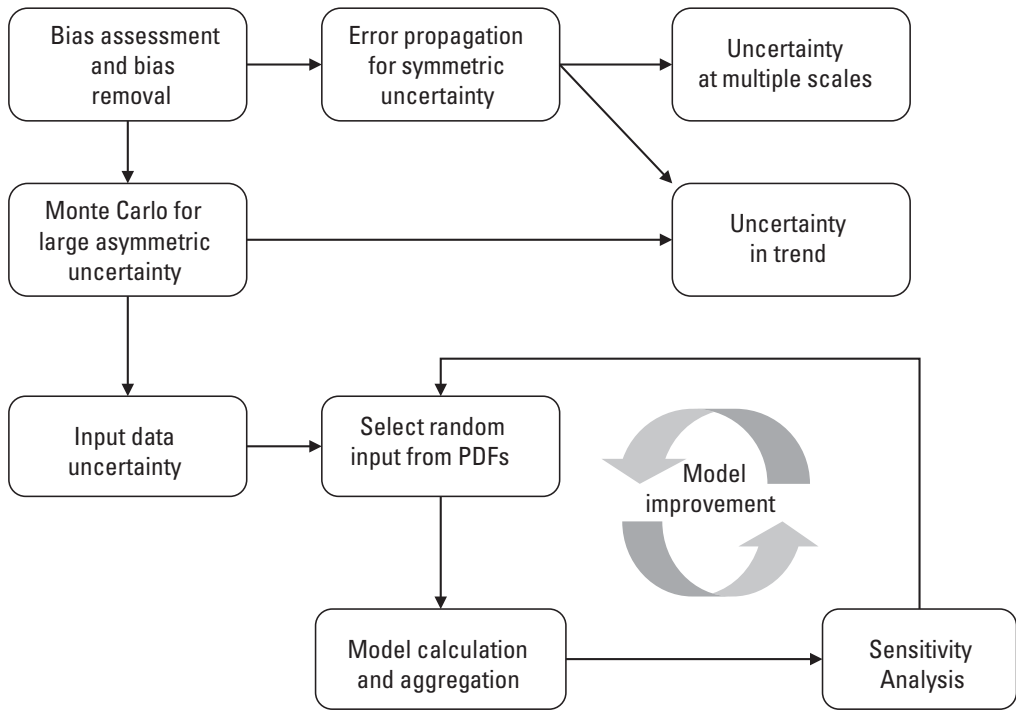 Bias assessment
and bias
removal
Error propagation
for symmetric
uncertainty
Uncertainty
at multiple scales
Monte Carlo for
large asymmetric
uncertainty
Uncertainty
in trend
Input data
uncertainty
Select random
input from PDFs
Model
improvement
Model calculation
and aggregation
Sensitivity
Analysis